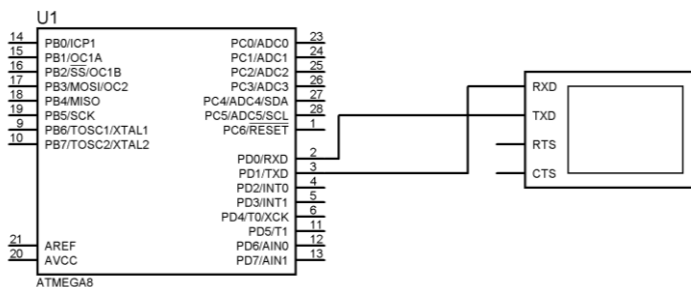 U1
14 PB0/ICP1 PC0/ADC0 23
15 PB1/OC1A PC1/ADC1 24
16 PB2/SS/OC1B PC2/ADC2 25
17 PB3/MOSI/OC2 PC3/ADC3 26
18 PB4/MISO PC4/ADC4/SDA 27
19 PB5/SCK PC5/ADC5/SCL 28
9 PB6/TOSC1/XTAL1 PC6/RESET 1
10 PB7/TOSC2/XTAL2
PD0/RXD 2
PD1/TXD 3
PD2/INT0 4
PD3/INT1 5
PD4/T0/XCK 6
PD5/T1 11
21 AREF PD6/AIN0 12
20 AVCC PD7/AIN1 13
ATMEGA8
RXD
TXD
RTS
CTS